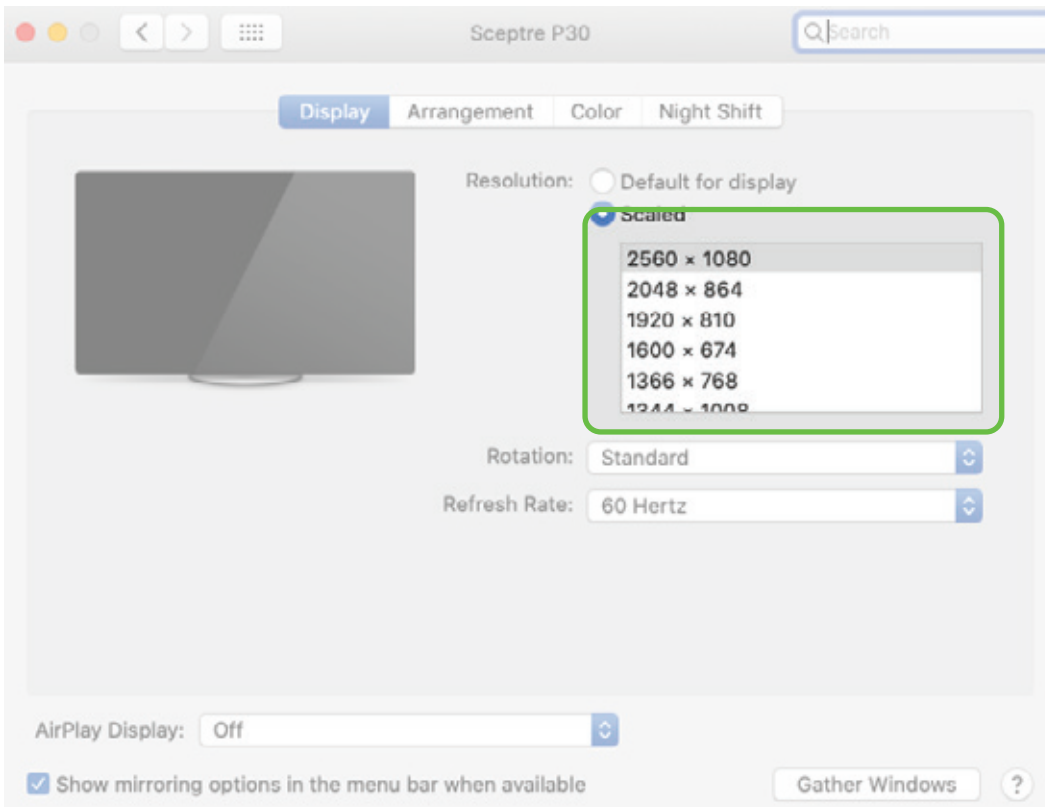 Sceptre P30
Search
Display Arrangement Color Night Shift
Resolution: Default for display
Scaled
2560 × 1080
2048 × 864
1920 × 810
1600 × 674
1366 × 768
1344 × 1008
Rotation: Standard
Refresh Rate: 60 Hertz
AirPlay Display: Off
Show mirroring options in the menu bar when available
Gather Windows ?